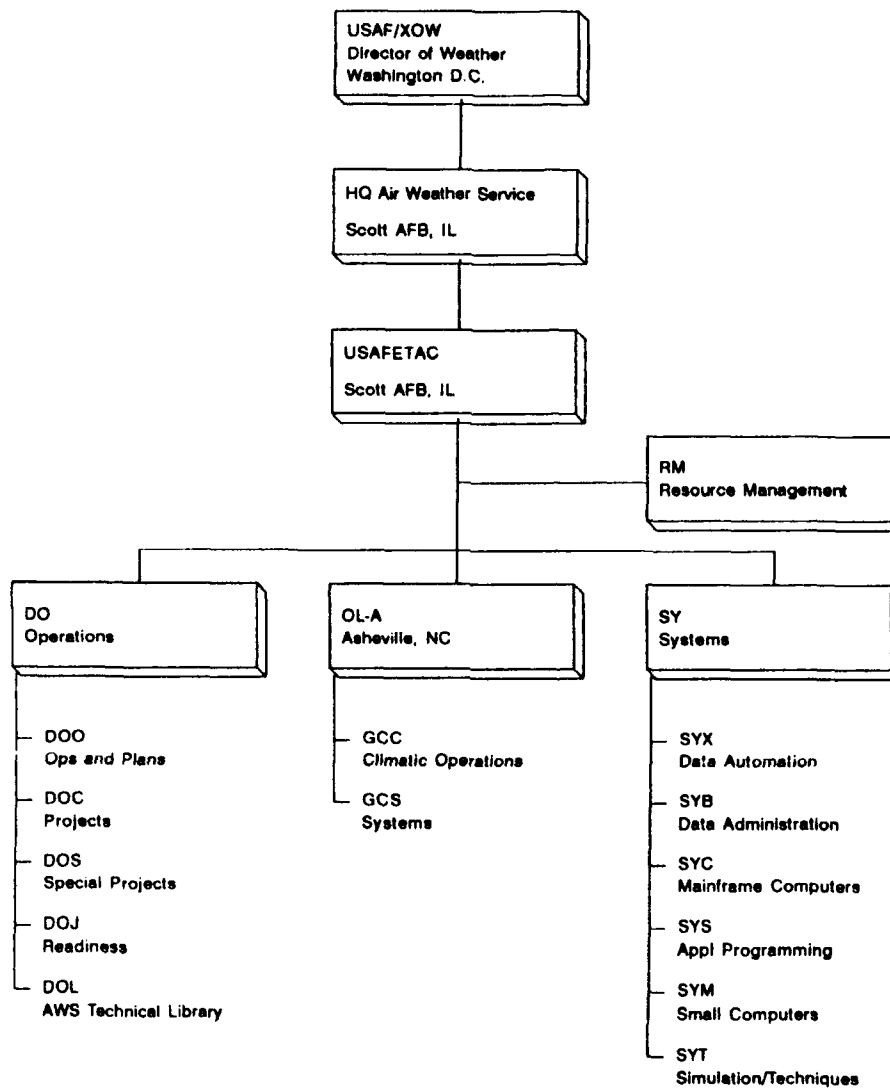 USAF/XOW
Director of Weather
Washington D.C.
HQ Air Weather Service
Scott AFB, IL
USAFETAC
Scott AFB, IL
RM
Resource Management
DO
Operations
OL-A
Asheville, NC
SY
Systems
DOO
Ops and Plans
DOC
Projects
DOS
Special Projects
DOJ
Readiness
DOL
AWS Technical Library
GCC
Climatic Operations
GCS
Systems
SYX
Data Automation
SYB
Data Administration
SYC
Mainframe Computers
SYS
Appl Programming
SYM
Small Computers
SYT
Simulation/Techniques